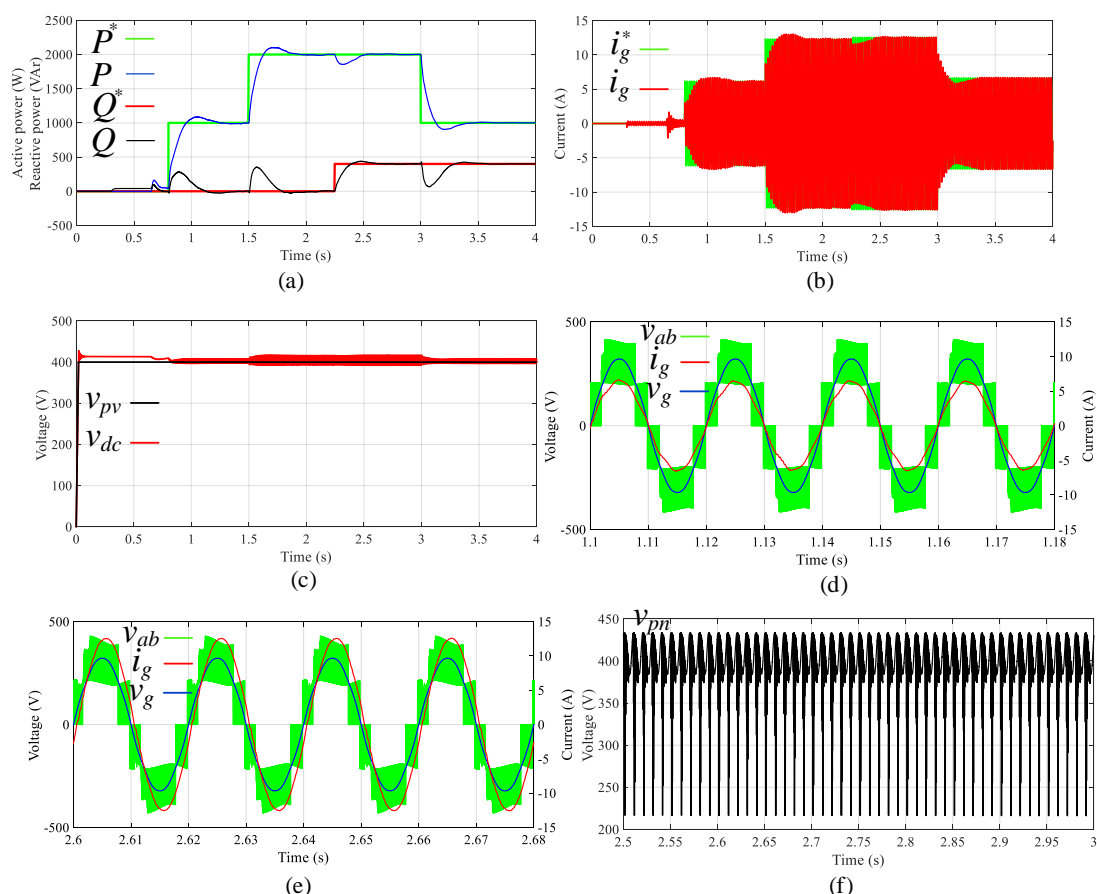 P*
P
Q*
Q
Active power (W)
Reactive power (VAr)
2500
2000
1500
1000
500
0
-500
0 0.5 1 1.5 2 2.5 3 3.5 4
Time (s)
(a)
i*g
ig
Current (A)
15
10
5
0
-5
-10
-15
0 0.5 1 1.5 2 2.5 3 3.5 4
Time (s)
(b)
vpv
vdc
Voltage (V)
500
400
300
200
100
0
0 0.5 1 1.5 2 2.5 3 3.5 4
Time (s)
(c)
vab
ig
vg
Voltage (V)
500
0
-500
Current (A)
15
10
5
0
-5
-10
-15
1.1 1.11 1.12 1.13 1.14 1.15 1.16 1.17 1.18
Time (s)
(d)
vab
ig
vg
Voltage (V)
500
0
-500
Current (A)
15
10
5
0
-5
-10
-15
2.6 2.61 2.62 2.63 2.64 2.65 2.66 2.67 2.68
Time (s)
(e)
vpn
Voltage (V)
450
400
350
300
250
200
2.5 2.55 2.6 2.65 2.7 2.75 2.8 2.85 2.9 2.95 3
Time (s)
(f)